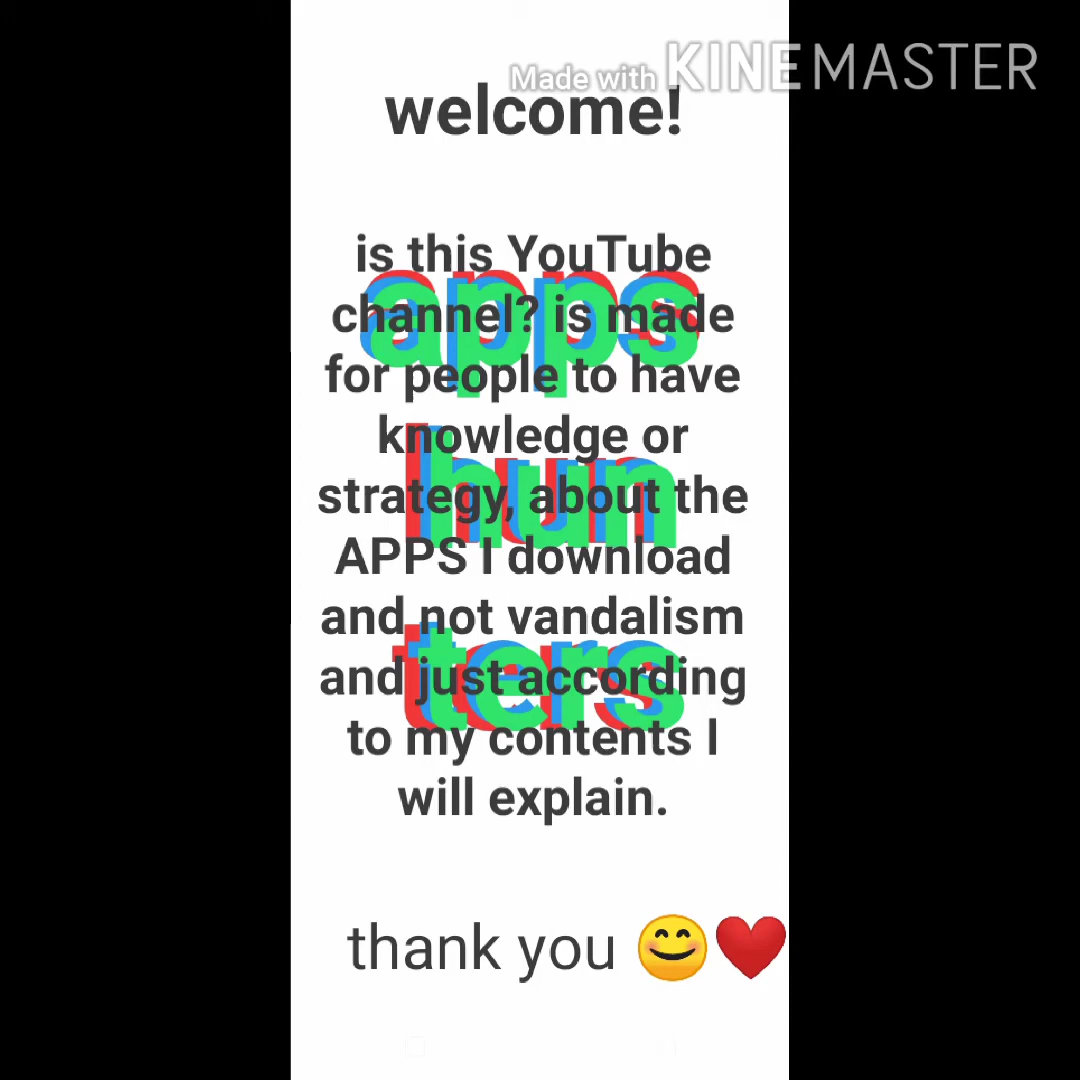 Made with KINEMASTER
welcome!
is this YouTube
apps
channel? is made
for people to have
knowledge or
hun
strategy, about the
APPS I download
and not vandalism
ters
and just according
to my contents I
will explain.
thank you 😊❤️